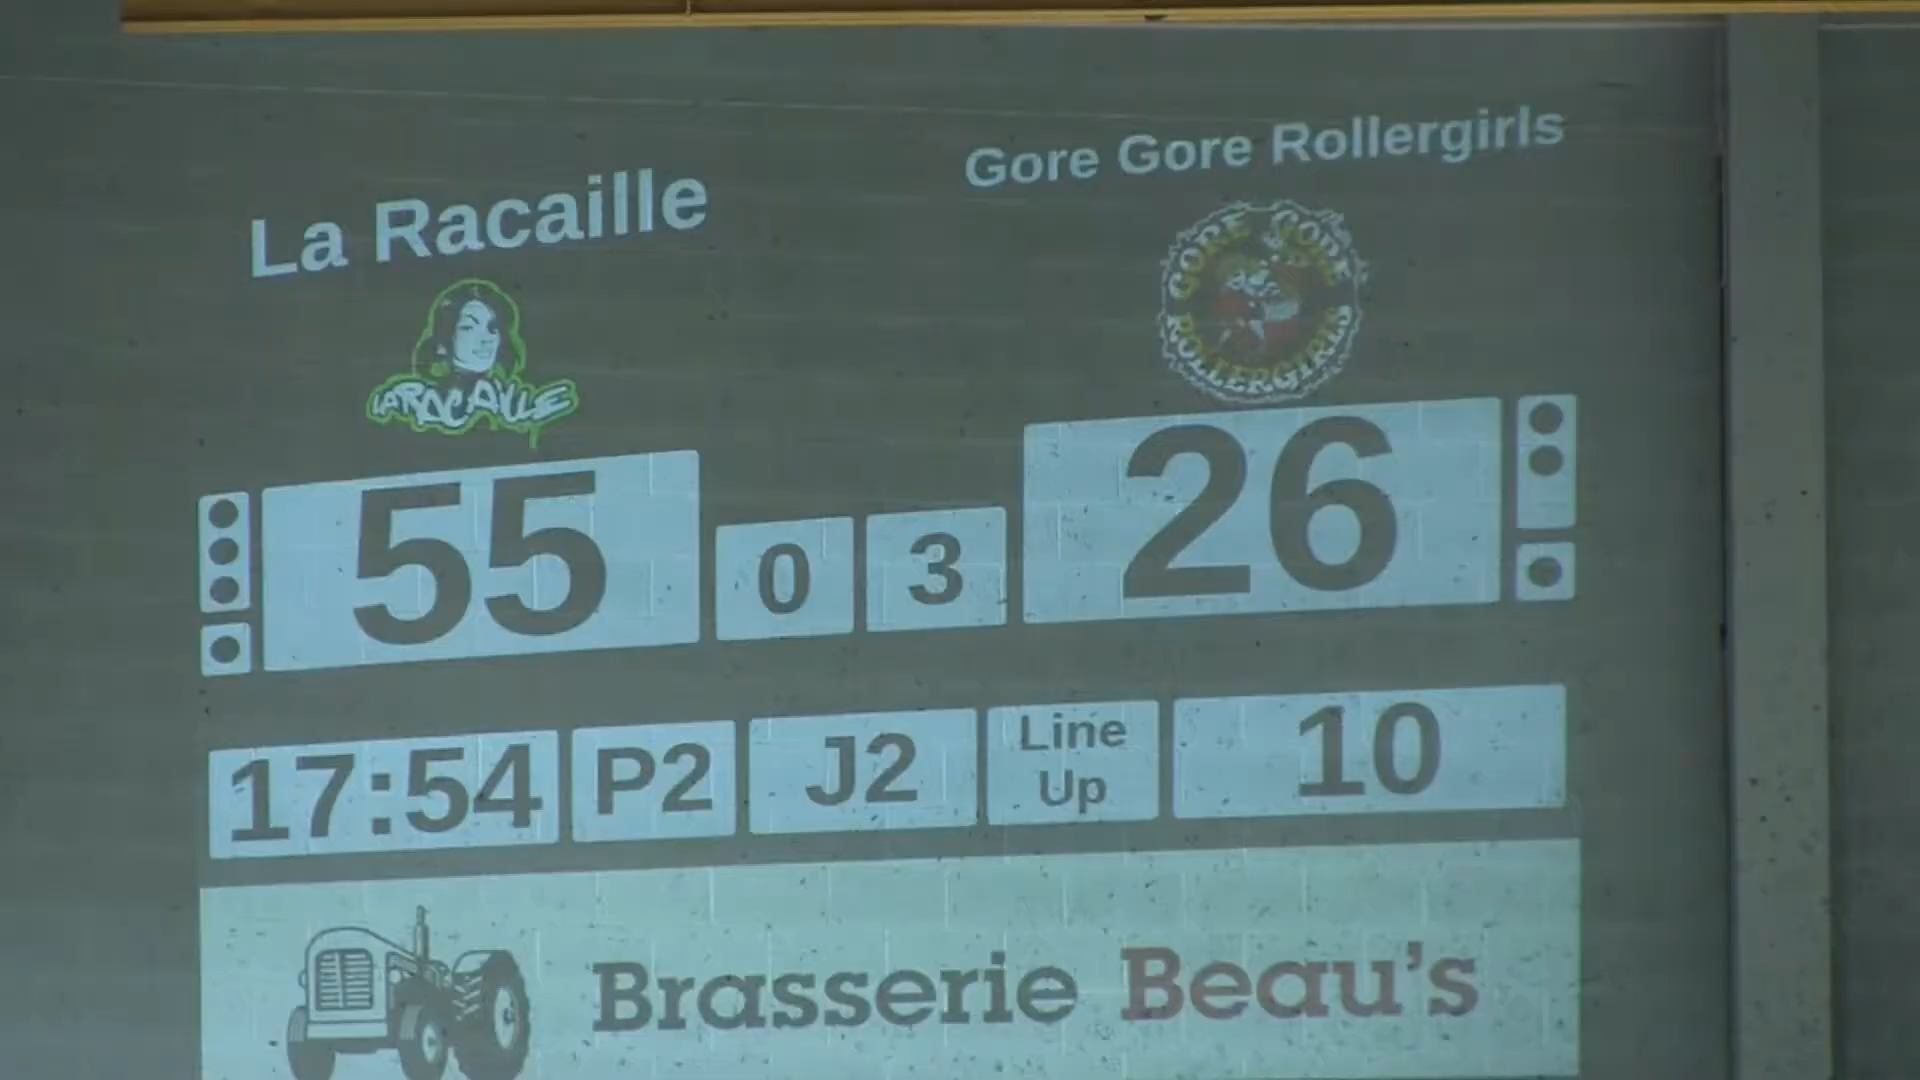 La Racaille
Gore Gore Rollergirls
LA RACAILLE
GORE GORE
ROLLERGIRLS
55
0
3
26
17:54
P2
J2
Line
Up
10
Brasserie Beau's